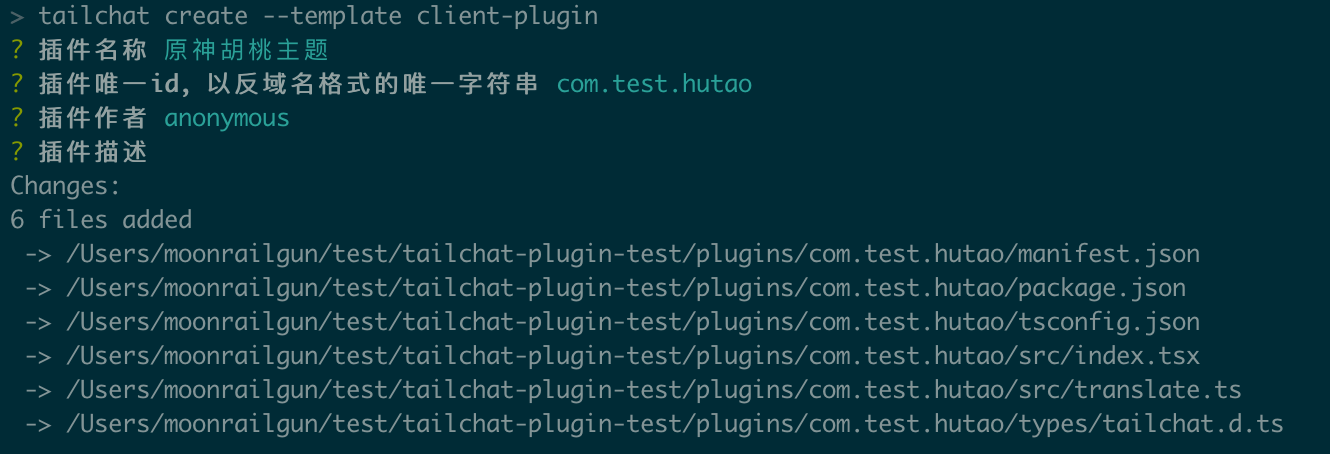 > tailchat create --template client-plugin
? 插件名称 原神胡桃主题
? 插件唯一id, 以反域名格式的唯一字符串 com.test.hutao
? 插件作者 anonymous
? 插件描述
Changes:
6 files added
-> /Users/moonrailgun/test/tailchat-plugin-test/plugins/com.test.hutao/manifest.json
-> /Users/moonrailgun/test/tailchat-plugin-test/plugins/com.test.hutao/package.json
-> /Users/moonrailgun/test/tailchat-plugin-test/plugins/com.test.hutao/tsconfig.json
-> /Users/moonrailgun/test/tailchat-plugin-test/plugins/com.test.hutao/src/index.tsx
-> /Users/moonrailgun/test/tailchat-plugin-test/plugins/com.test.hutao/src/translate.ts
-> /Users/moonrailgun/test/tailchat-plugin-test/plugins/com.test.hutao/types/tailchat.d.ts